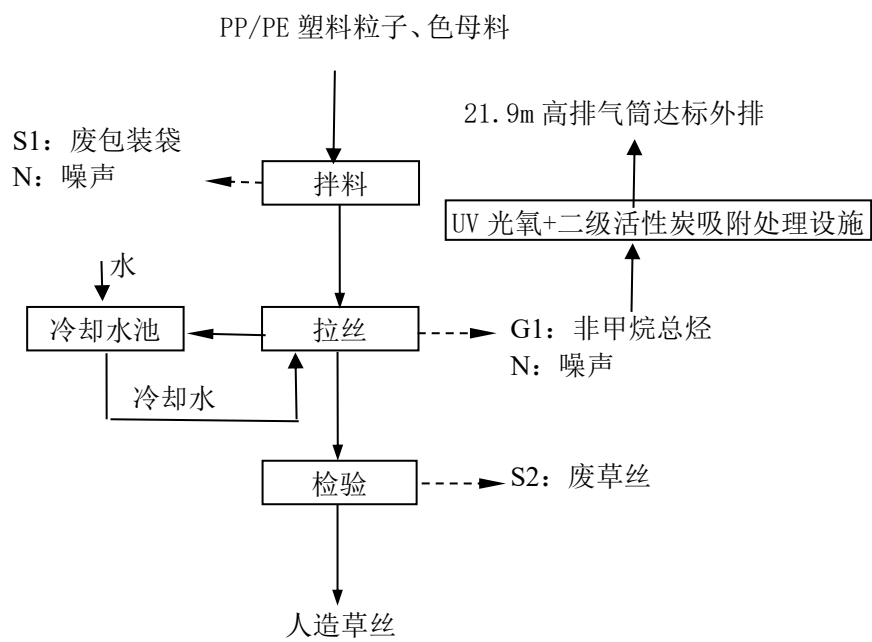 PP/PE 塑料粒子、色母料
21.9m 高排气筒达标外排
S1：废包装袋
N：噪声
拌料
UV 光氧+二级活性炭吸附处理设施
水
冷却水池
拉丝
G1：非甲烷总烃
N：噪声
冷却水
检验
S2：废草丝
人造草丝